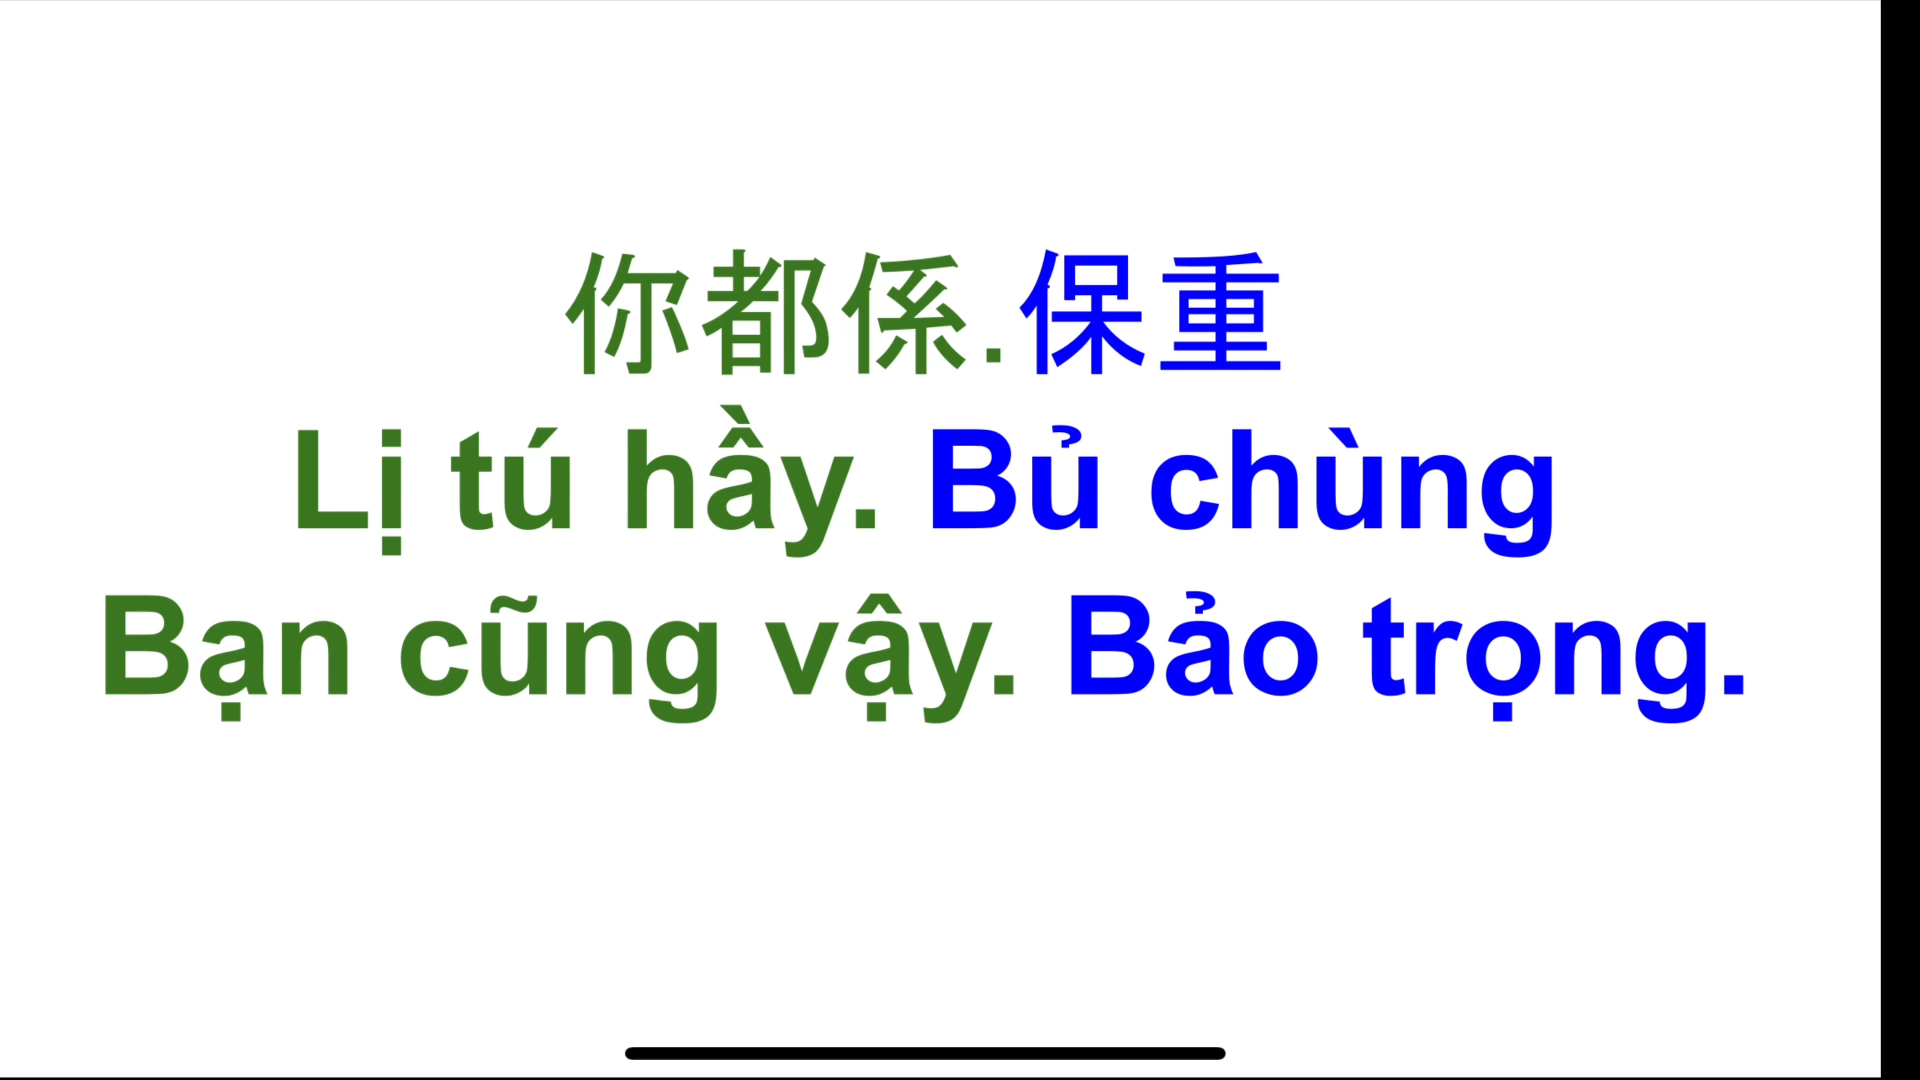 你都係.保重
Lị tú hầy. Bủ chùng
Bạn cũng vậy. Bảo trọng.